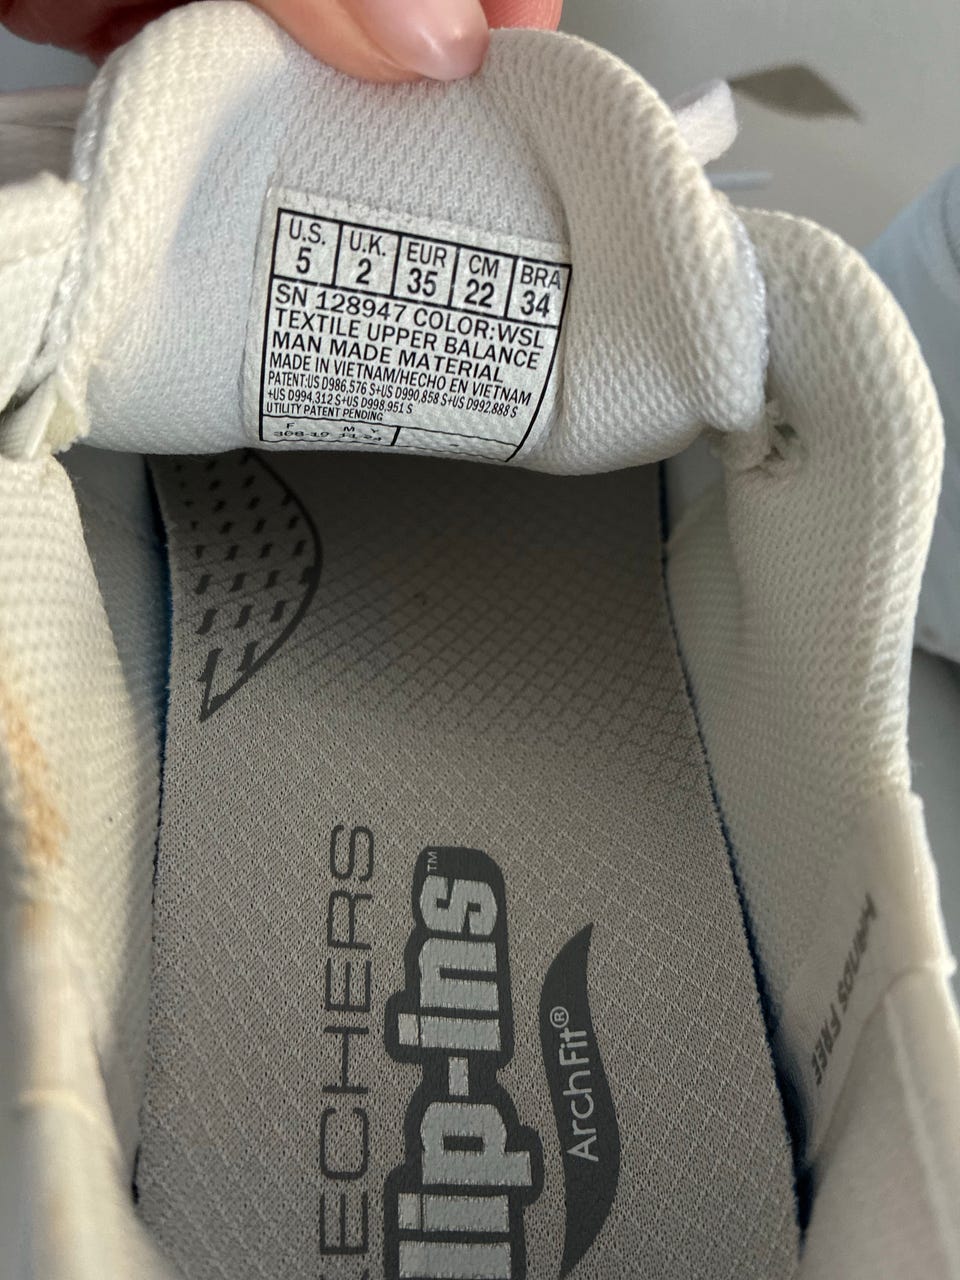 U.S. U.K. EUR CM BRA
5 2 35 22 34
SN 128947 COLOR:WSL
TEXTILE UPPER BALANCE
MAN MADE MATERIAL
MADE IN VIETNAM/HECHO EN VIETNAM
PATENT:US D986,576 S+US D990,858 S+US D992,888 S
+US D994,312 S+US D998,951 S
UTILITY PATENT PENDING
F M Y
SKECHERS
Slip-ins™
Arch Fit®
HANDS FREE